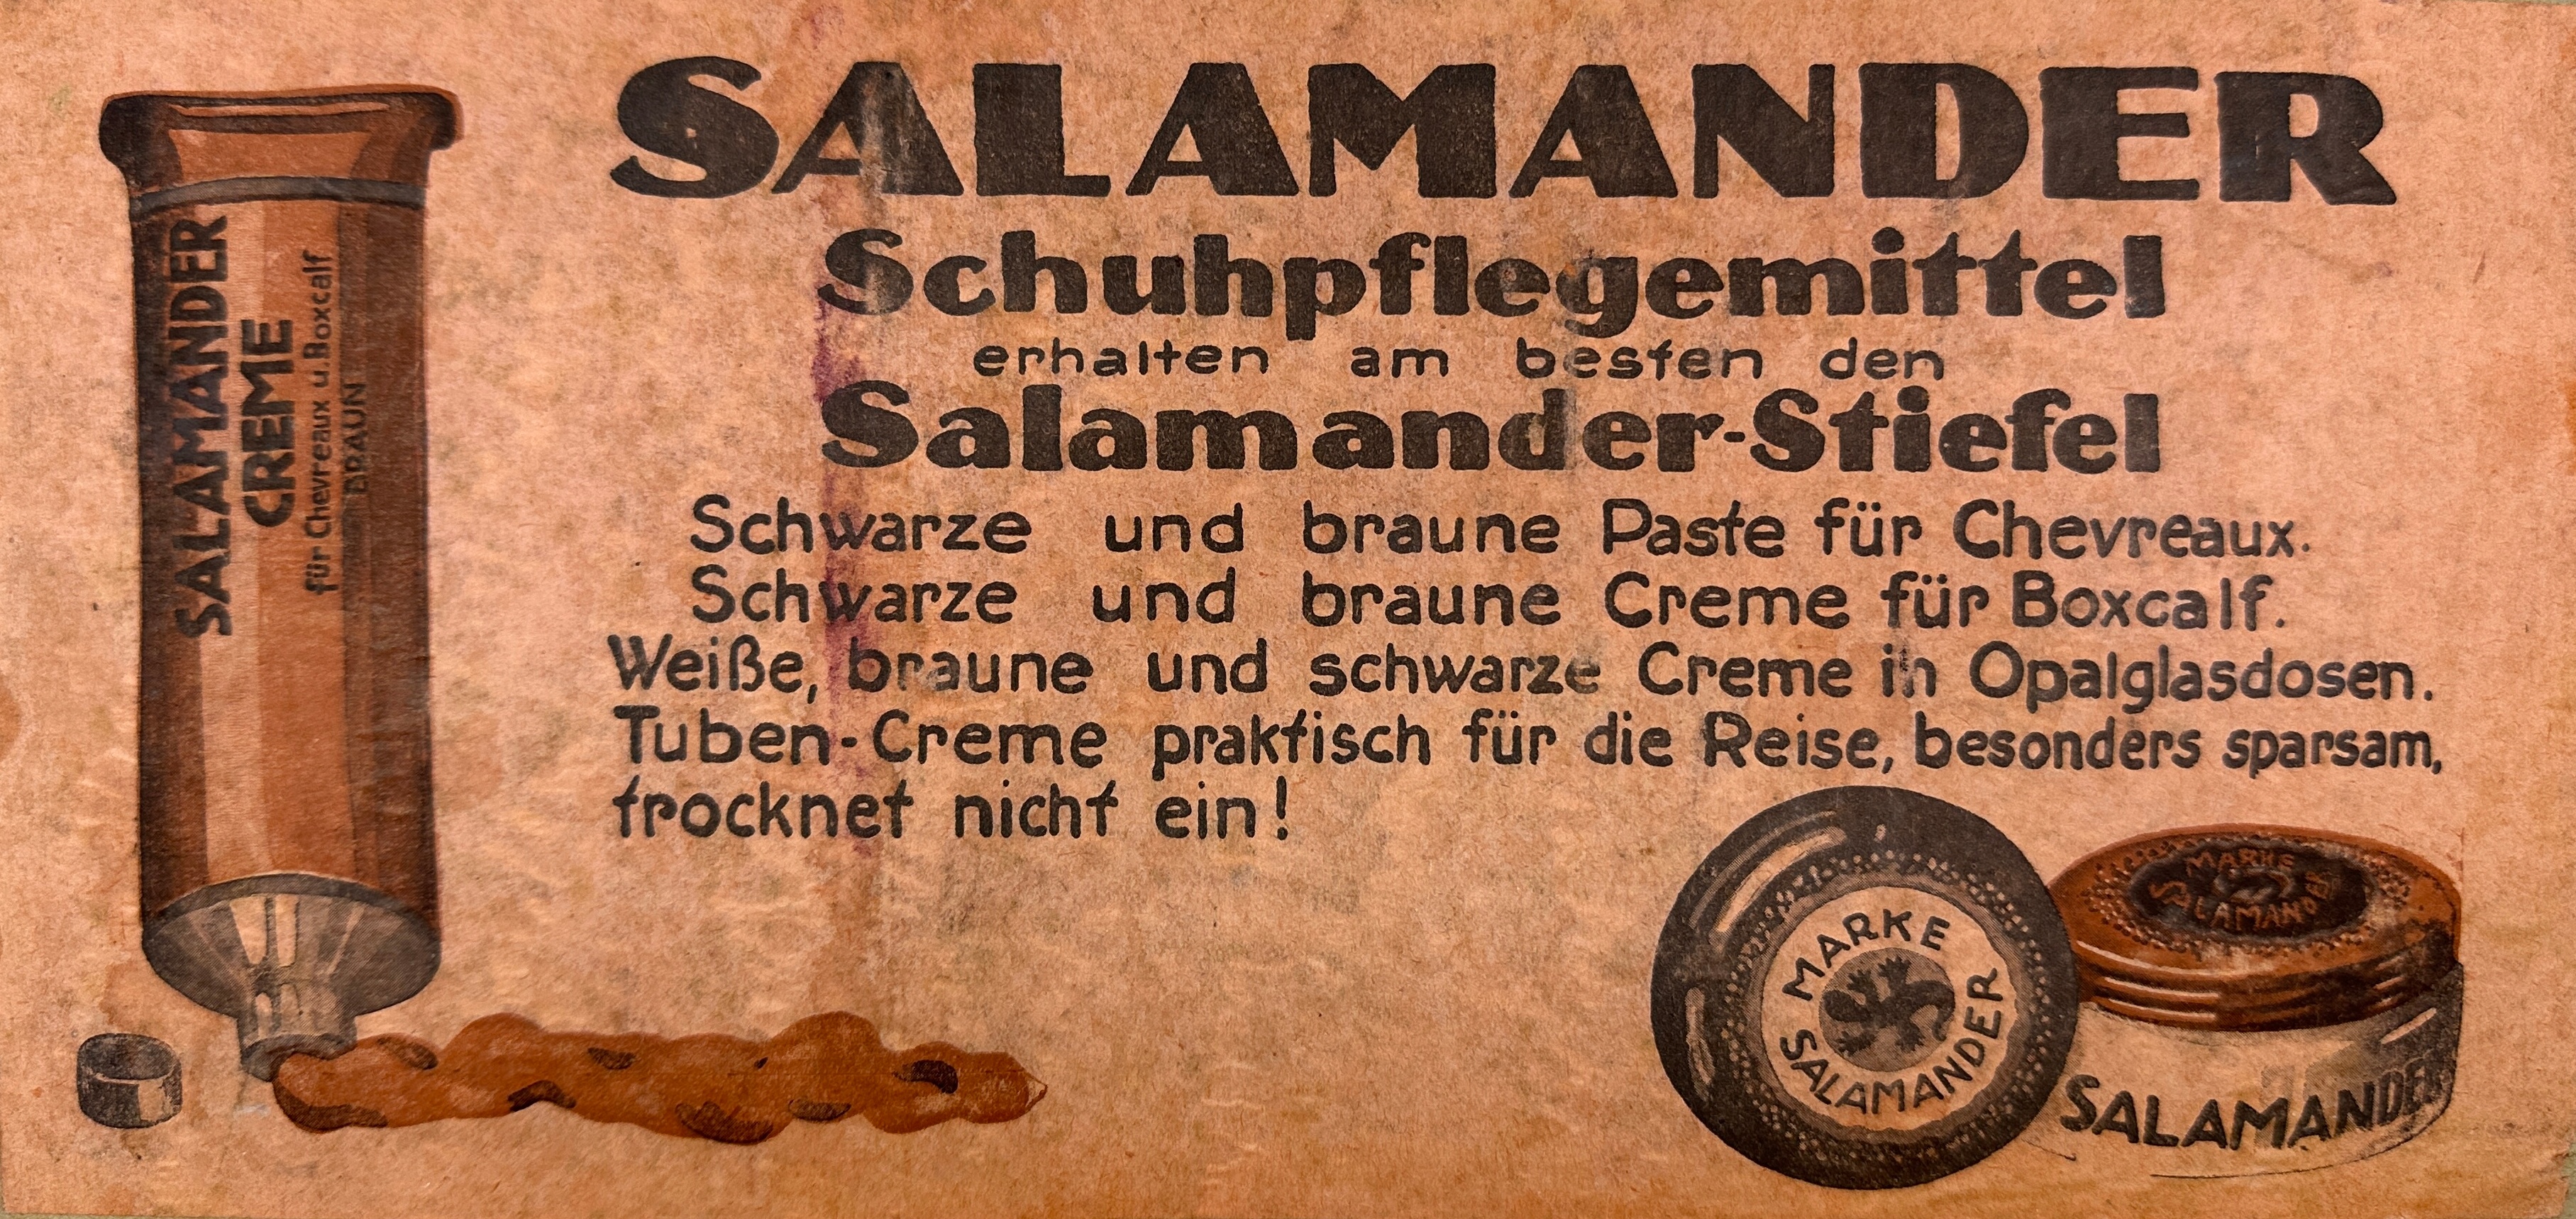 SALAMANDER
Schuhpflegemittel
erhalten am besten den
Salamander-Stiefel
Schwarze und braune Paste für Chevreaux.
Schwarze und braune Creme für Boxcalf.
Weiße, braune und schwarze Creme in Opalglasdosen.
Tuben-Creme praktisch für die Reise, besonders sparsam,
trocknet nicht ein!
SALAMANDER
CREME
für Chevreaux u. Boxcalf
BRAUN
MARKE
SALAMANDER
MARKE
SALAMANDER
SALAMANDER